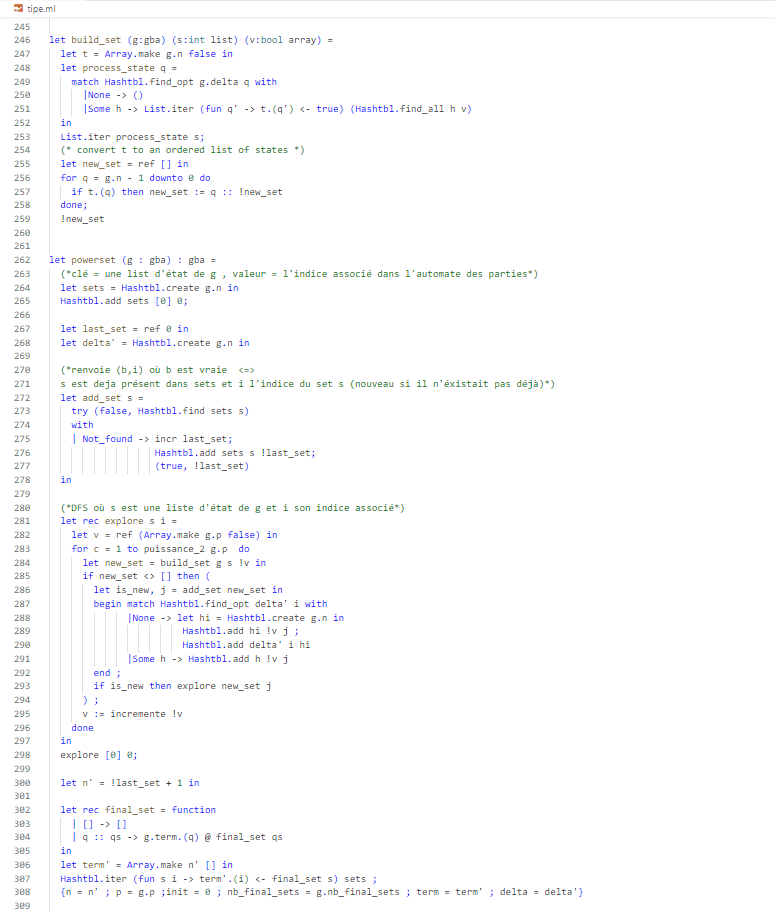 tipe.ml
245
246 let build_set (g:gba) (s:int list) (v:bool array) =
247 let t = Array.make g.n false in
248 let process_state q =
249 match Hashtbl.find_opt g.delta q with
250 |None -> ()
251 |Some h -> List.iter (fun q' -> t.(q') <- true) (Hashtbl.find_all h v)
252 in
253 List.iter process_state s;
254 (* convert t to an ordered list of states *)
255 let new_set = ref [] in
256 for q = g.n - 1 downto 0 do
257 if t.(q) then new_set := q :: !new_set
258 done;
259 !new_set
260
261
262 let powerset (g : gba) : gba =
263 (*clé = une list d'état de g , valeur = l'indice associé dans l'automate des parties*)
264 let sets = Hashtbl.create g.n in
265 Hashtbl.add sets [0] 0;
266
267 let last_set = ref 0 in
268 let delta' = Hashtbl.create g.n in
269
270 (*renvoie (b,i) où b est vraie <=>
271 s est deja présent dans sets et i l'indice du set s (nouveau si il n'éxistait pas déjà)*)
272 let add_set s =
273 try (false, Hashtbl.find sets s)
274 with
275 | Not_found -> incr last_set;
276 Hashtbl.add sets s !last_set;
277 (true, !last_set)
278 in
279
280 (*DFS où s est une liste d'état de g et i son indice associé*)
281 let rec explore s i =
282 let v = ref (Array.make g.p false) in
283 for c = 1 to puissance_2 g.p do
284 let new_set = build_set g s !v in
285 if new_set <> [] then (
286 let is_new, j = add_set new_set in
287 begin match Hashtbl.find_opt delta' i with
288 |None -> let hi = Hashtbl.create g.n in
289 Hashtbl.add hi !v j ;
290 Hashtbl.add delta' i hi
291 |Some h -> Hashtbl.add h !v j
292 end ;
293 if is_new then explore new_set j
294 ) ;
295 v := incremente !v
296 done
297 in
298 explore [0] 0;
299
300 let n' = !last_set + 1 in
301
302 let rec final_set = function
303 | [] -> []
304 | q :: qs -> g.term.(q) @ final_set qs
305 in
306 let term' = Array.make n' [] in
307 Hashtbl.iter (fun s i -> term'.(i) <- final_set s) sets ;
308 {n = n' ; p = g.p ;init = 0 ; nb_final_sets = g.nb_final_sets ; term = term' ; delta = delta'}
309